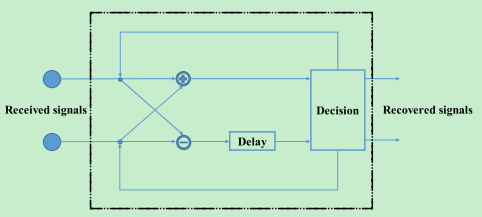 Received signals
Decision
Recovered signals
Delay